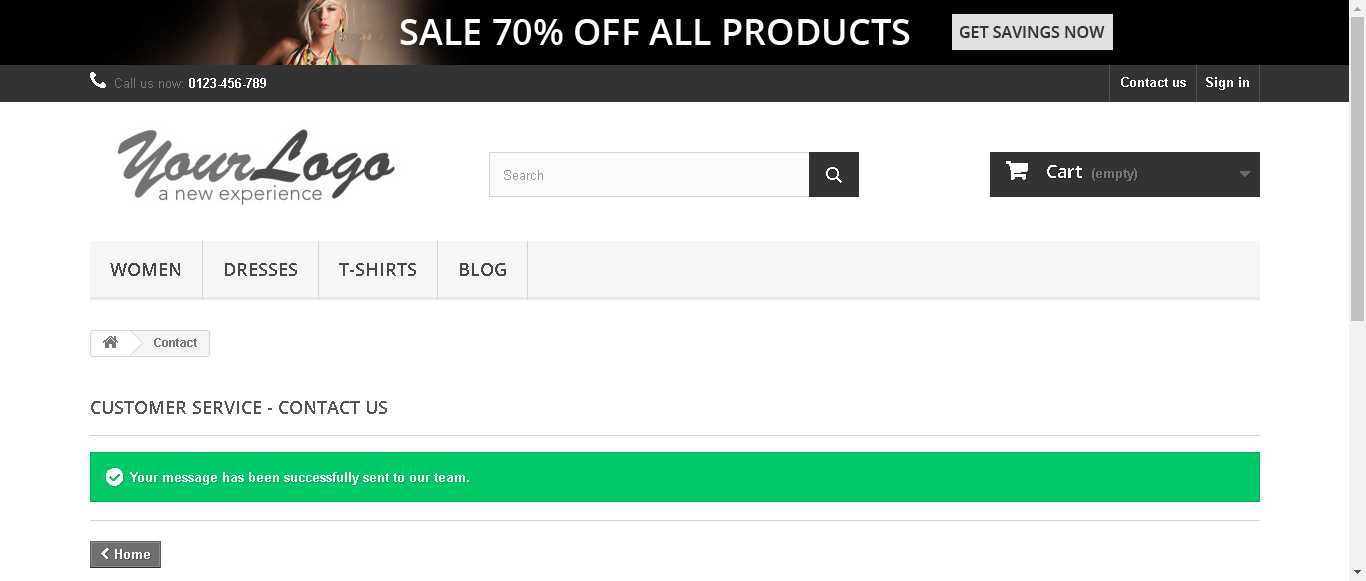 SALE 70% OFF ALL PRODUCTS
GET SAVINGS NOW
Call us now: 0123-456-789
Contact us
Sign in
YourLogo
a new experience
Search
Cart (empty)
WOMEN
DRESSES
T-SHIRTS
BLOG
Contact
CUSTOMER SERVICE - CONTACT US
Your message has been successfully sent to our team.
Home